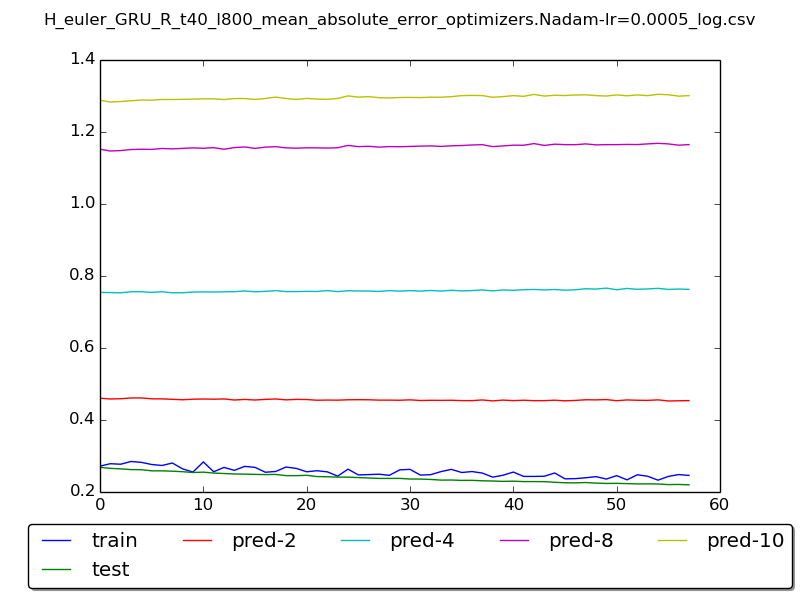 H_euler_GRU_R_t40_l800_mean_absolute_error_optimizers.Nadam-lr=0.0005_log.csv
1.4
1.2
1.0
0.8
0.6
0.4
0.2
0 10 20 30 40 50 60
train pred-2 pred-4 pred-8 pred-10
test